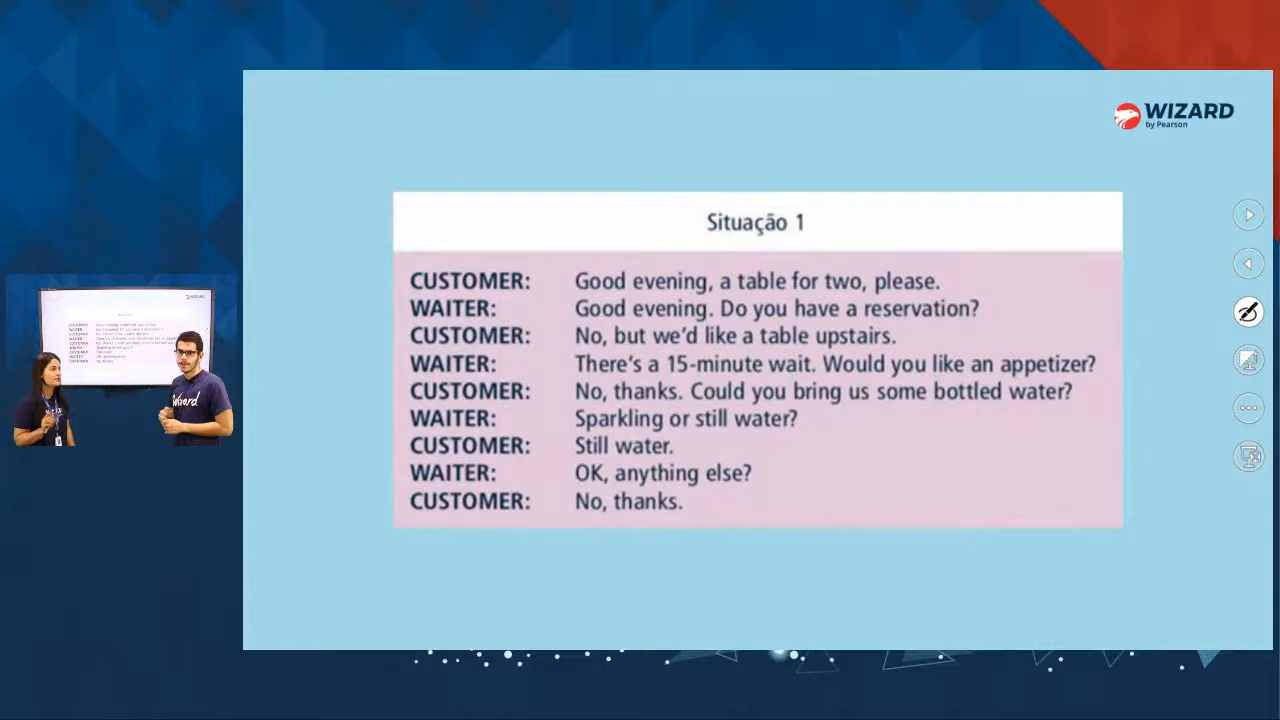 WIZARD
by Pearson
Situação 1
CUSTOMER: Good evening, a table for two, please.
WAITER: Good evening. Do you have a reservation?
CUSTOMER: No, but we'd like a table upstairs.
WAITER: There's a 15-minute wait. Would you like an appetizer?
CUSTOMER: No, thanks. Could you bring us some bottled water?
WAITER: Sparkling or still water?
CUSTOMER: Still water.
WAITER: OK, anything else?
CUSTOMER: No, thanks.
Wizard